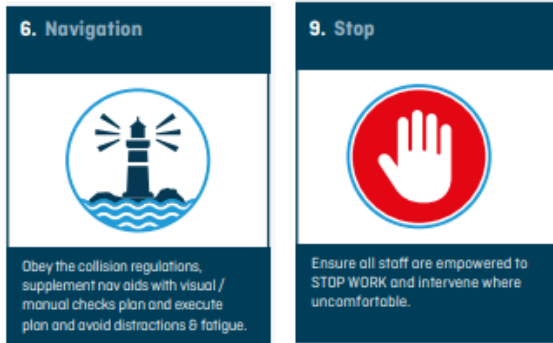 6. Navigation
Obey the collision regulations,
supplement nav aids with visual /
manual checks plan and execute
plan and avoid distractions & fatigue.
9. Stop
Ensure all staff are empowered to
STOP WORK and intervene where
uncomfortable.